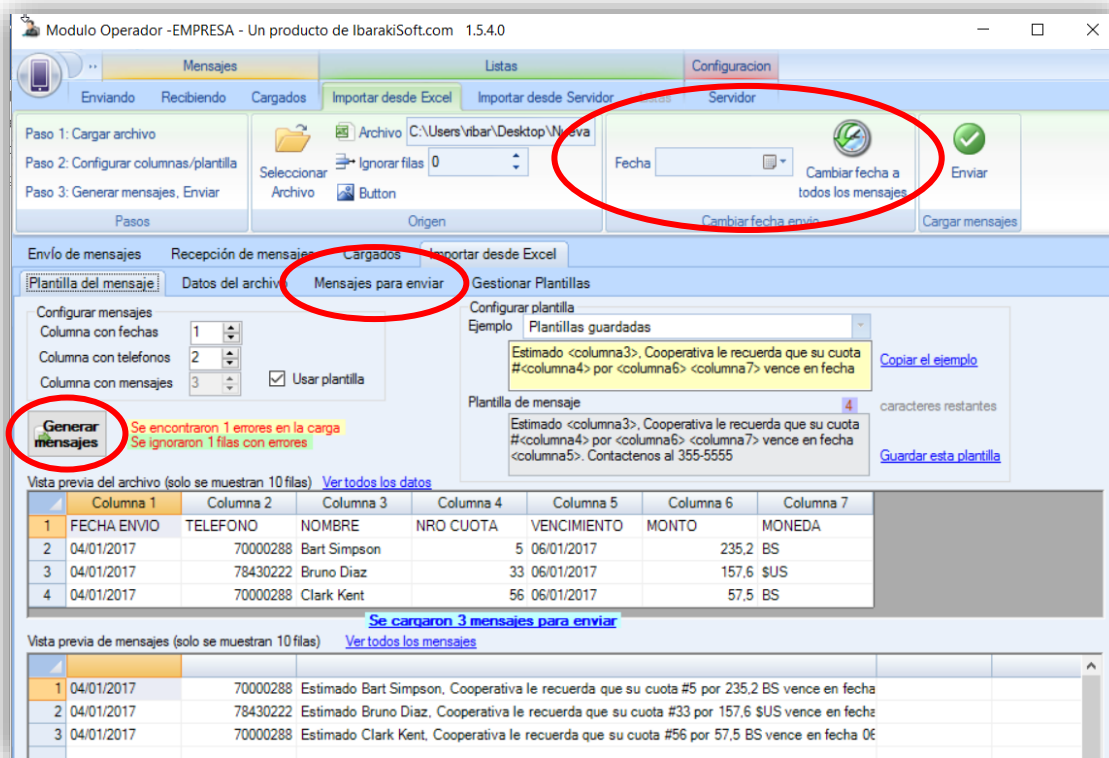 Modulo Operador -EMPRESA - Un producto de IbarakiSoft.com 1.5.4.0
Mensajes Listas Configuracion
Enviando Recibiendo Cargados Importar desde Excel Importar desde Servidor Servidor
Paso 1: Cargar archivo
Paso 2: Configurar columnas/plantilla
Paso 3: Generar mensajes, Enviar
Pasos
Seleccionar
Archivo
Archivo C:\Users\ribar\Desktop\Nueva
Ignorar filas 0
Button
Origen
Fecha
Cambiar fecha a
todos los mensajes
Cambiar fecha envio
Enviar
Cargar mensajes
Envío de mensajes Recepción de mensajes Cargados Importar desde Excel
Plantilla del mensaje Datos del archivo Mensajes para enviar Gestionar Plantillas
Configurar mensajes
Columna con fechas 1
Columna con telefonos 2
Columna con mensajes 3
Usar plantilla
Configurar plantilla
Ejemplo Plantillas guardadas
Estimado <columna3>, Cooperativa le recuerda que su cuota
#<columna4> por <columna6> <columna7> vence en fecha
Copiar el ejemplo
Plantilla de mensaje 4 caracteres restantes
Estimado <columna3>, Cooperativa le recuerda que su cuota
#<columna4> por <columna6> <columna7> vence en fecha
<columna5>. Contactenos al 355-5555
Guardar esta plantilla
Generar
mensajes
Se encontraron 1 errores en la carga
Se ignoraron 1 filas con errores
Vista previa del archivo (solo se muestran 10 filas) Ver todos los datos
Columna 1 Columna 2 Columna 3 Columna 4 Columna 5 Columna 6 Columna 7
1 FECHA ENVIO TELEFONO NOMBRE NRO CUOTA VENCIMIENTO MONTO MONEDA
2 04/01/2017 70000288 Bart Simpson 5 06/01/2017 235,2 BS
3 04/01/2017 78430222 Bruno Diaz 33 06/01/2017 157,6 $US
4 04/01/2017 70000288 Clark Kent 56 06/01/2017 57,5 BS
Se cargaron 3 mensajes para enviar
Vista previa de mensajes (solo se muestran 10 filas) Ver todos los mensajes
1 04/01/2017 70000288 Estimado Bart Simpson, Cooperativa le recuerda que su cuota #5 por 235,2 BS vence en fecha
2 04/01/2017 78430222 Estimado Bruno Diaz, Cooperativa le recuerda que su cuota #33 por 157,6 $US vence en fecha
3 04/01/2017 70000288 Estimado Clark Kent, Cooperativa le recuerda que su cuota #56 por 57,5 BS vence en fecha 06